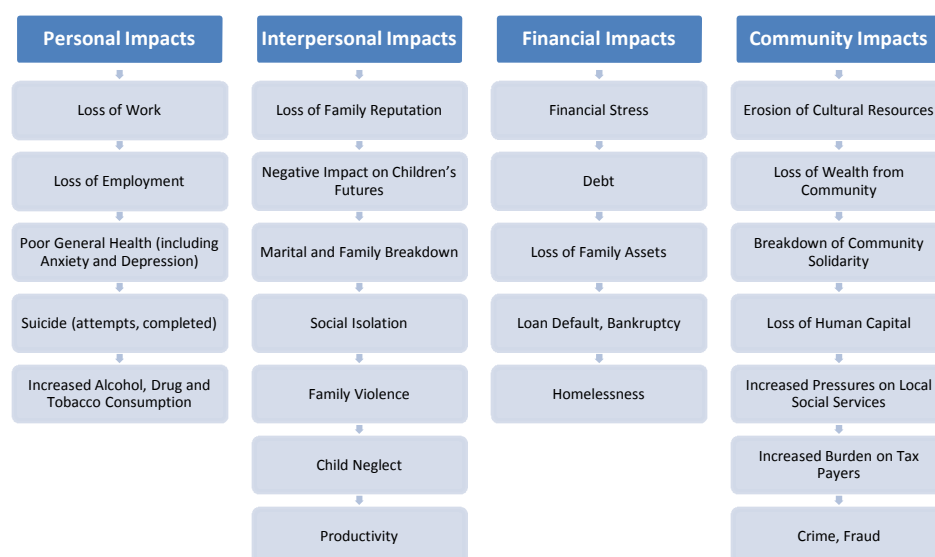 Personal Impacts
Loss of Work
Loss of Employment
Poor General Health (including
Anxiety and Depression)
Suicide (attempts, completed)
Increased Alcohol, Drug and
Tobacco Consumption
Interpersonal Impacts
Loss of Family Reputation
Negative Impact on Children’s
Futures
Marital and Family Breakdown
Social Isolation
Family Violence
Child Neglect
Productivity
Financial Impacts
Financial Stress
Debt
Loss of Family Assets
Loan Default, Bankruptcy
Homelessness
Community Impacts
Erosion of Cultural Resources
Loss of Wealth from
Community
Breakdown of Community
Solidarity
Loss of Human Capital
Increased Pressures on Local
Social Services
Increased Burden on Tax
Payers
Crime, Fraud